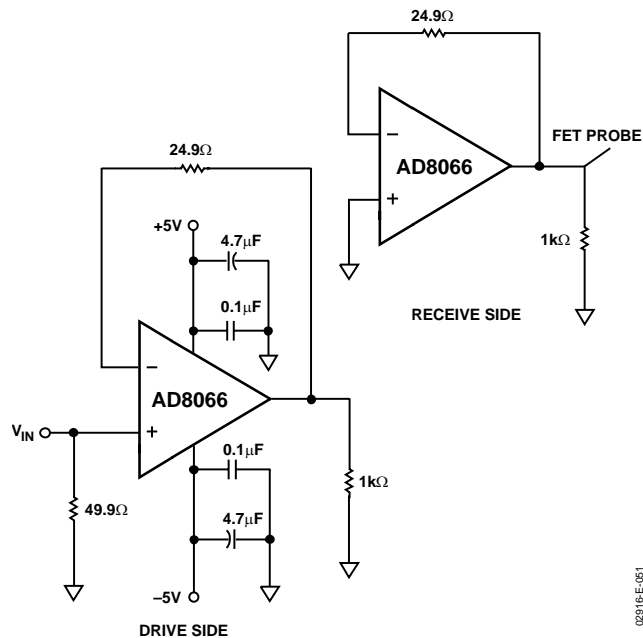 24.9Ω
−
AD8066
+
FET PROBE
1kΩ
RECEIVE SIDE
24.9Ω
+5V
4.7µF
0.1µF
−
AD8066
VIN
+
49.9Ω
0.1µF
4.7µF
1kΩ
−5V
DRIVE SIDE
02916-E-051